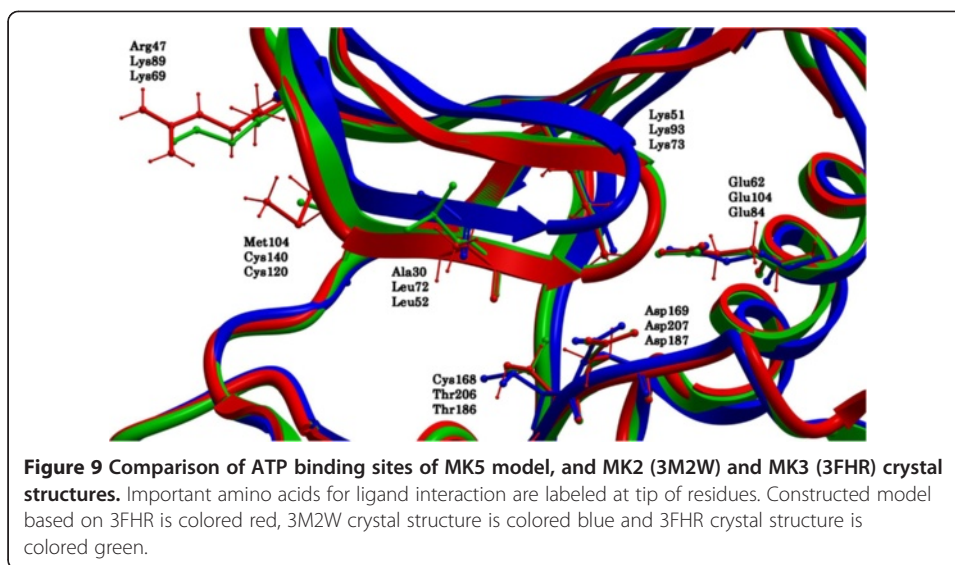 Arg47
Lys89
Lys69
Lys51
Lys93
Lys73
Glu62
Glu104
Glu84
Met104
Cys140
Cys120
Ala30
Leu72
Leu52
Asp169
Asp207
Asp187
Cys168
Thr206
Thr186
Figure 9 Comparison of ATP binding sites of MK5 model, and MK2 (3M2W) and MK3 (3FHR) crystal
structures. Important amino acids for ligand interaction are labeled at tip of residues. Constructed model
based on 3FHR is colored red, 3M2W crystal structure is colored blue and 3FHR crystal structure is
colored green.